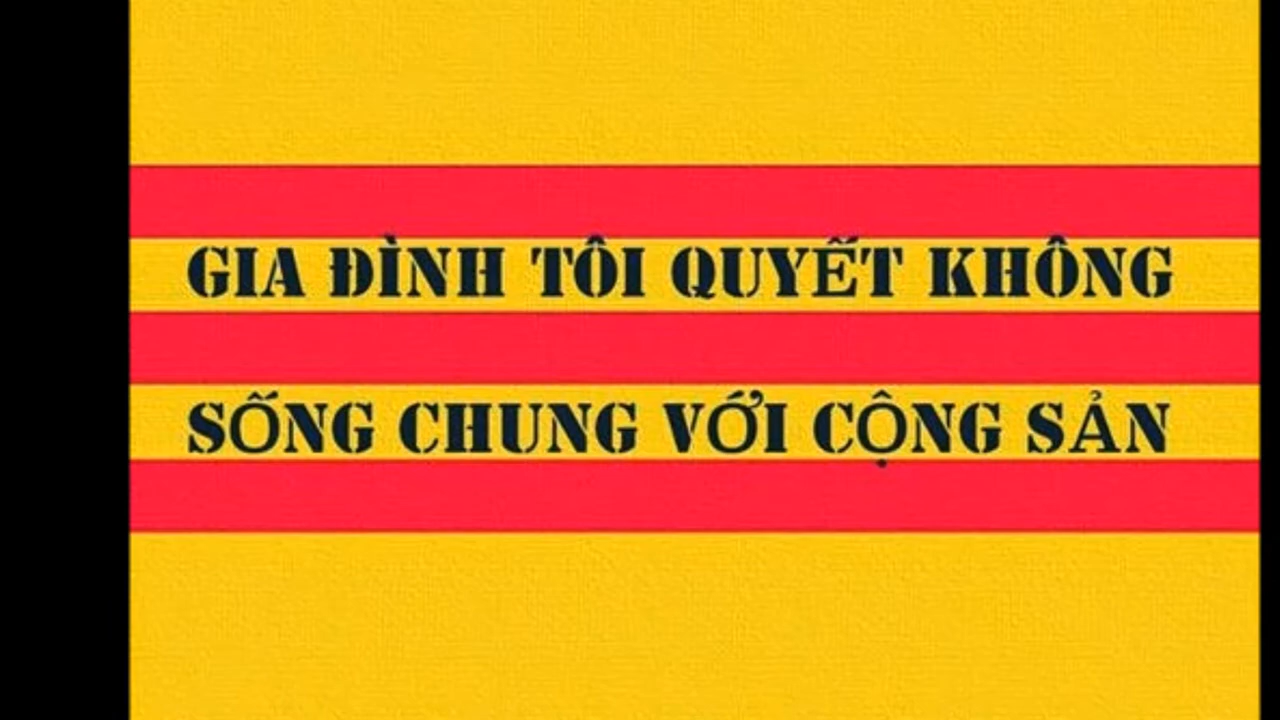 GIA ĐÌNH TÔI QUYẾT KHÔNG
SỐNG CHUNG VỚI CỘNG SẢN